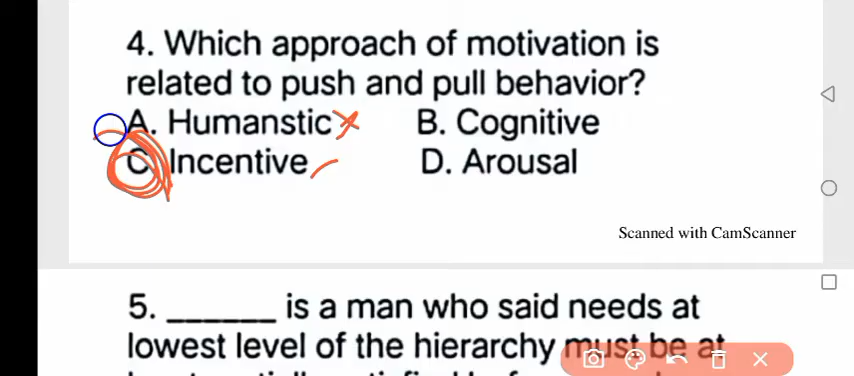 4. Which approach of motivation is
related to push and pull behavior?
A. Humanstic B. Cognitive
C. Incentive D. Arousal
Scanned with CamScanner
5. ______ is a man who said needs at
lowest level of the hierarchy must be at